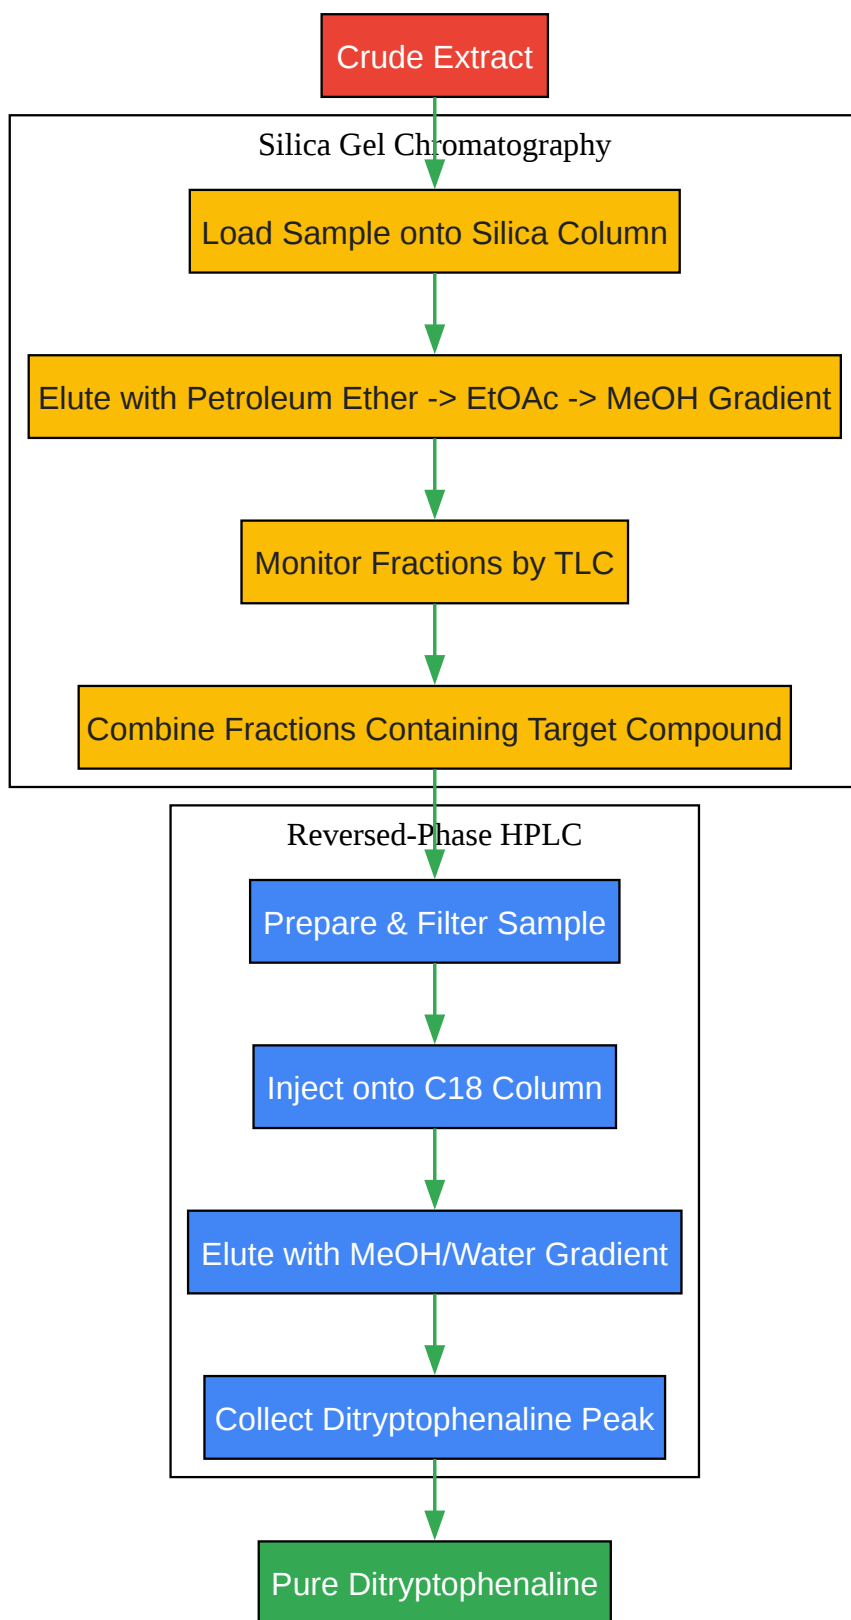 Crude Extract
Silica Gel Chromatography
Load Sample onto Silica Column
Elute with Petroleum Ether -> EtOAc -> MeOH Gradient
Monitor Fractions by TLC
Combine Fractions Containing Target Compound
Reversed-Phase HPLC
Prepare & Filter Sample
Inject onto C18 Column
Elute with MeOH/Water Gradient
Collect Ditryptophenaline Peak
Pure Ditryptophenaline